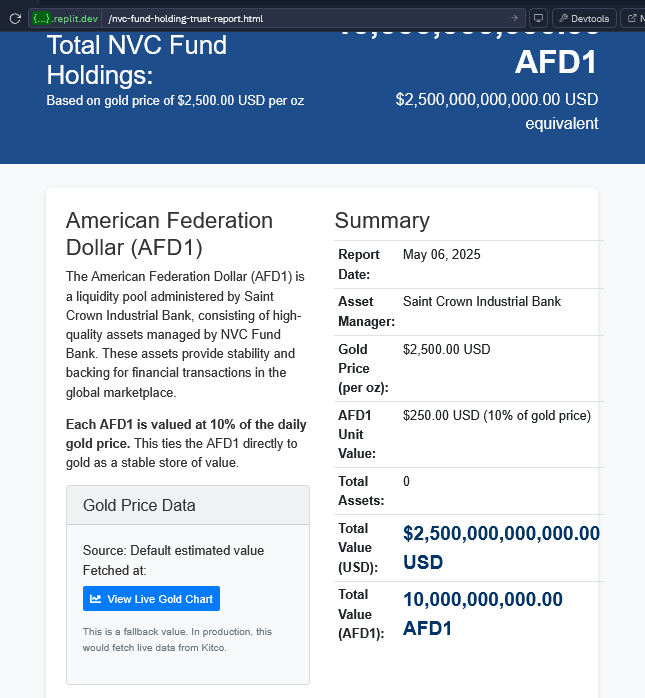 {...}.replit.dev /nvc-fund-holding-trust-report.html
Devtools
Total NVC Fund
Holdings:
Based on gold price of $2,500.00 USD per oz
AFD1
$2,500,000,000,000.00 USD
equivalent
American Federation
Dollar (AFD1)
The American Federation Dollar (AFD1) is
a liquidity pool administered by Saint
Crown Industrial Bank, consisting of high-
quality assets managed by NVC Fund
Bank. These assets provide stability and
backing for financial transactions in the
global marketplace.
Each AFD1 is valued at 10% of the daily
gold price. This ties the AFD1 directly to
gold as a stable store of value.
Gold Price Data
Source: Default estimated value
Fetched at:
View Live Gold Chart
This is a fallback value. In production, this
would fetch live data from Kitco.
Summary
Report
Date:
May 06, 2025
Asset
Manager:
Saint Crown Industrial Bank
Gold
Price
(per oz):
$2,500.00 USD
AFD1
Unit
Value:
$250.00 USD (10% of gold price)
Total
Assets:
0
Total
Value
(USD):
$2,500,000,000,000.00
USD
Total
Value
(AFD1):
10,000,000,000.00
AFD1